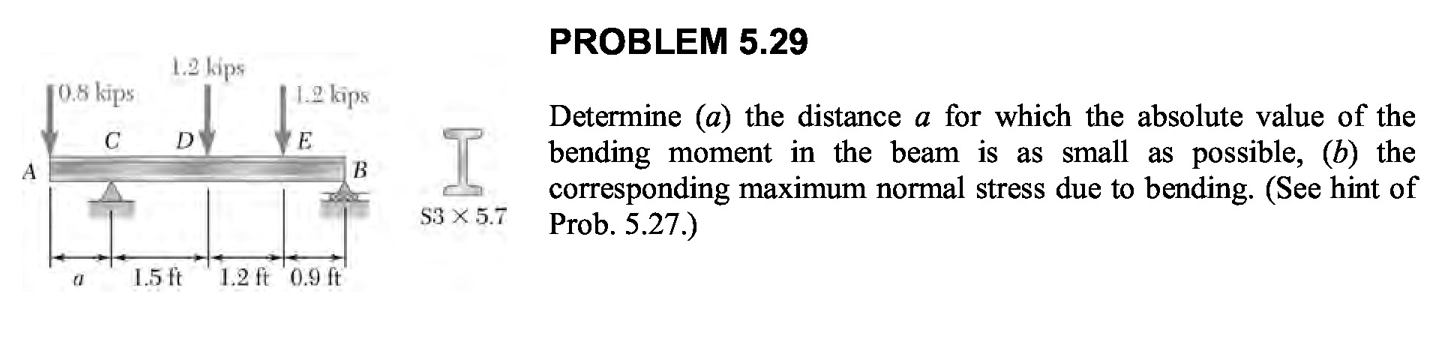 PROBLEM 5.29
Determine (a) the distance a for which the absolute value of the
bending moment in the beam is as small as possible, (b) the
corresponding maximum normal stress due to bending. (See hint of
Prob. 5.27.)
1.2 kips
0.8 kips 1.2 kips
C D E
A B
S3 × 5.7
a 1.5 ft 1.2 ft 0.9 ft